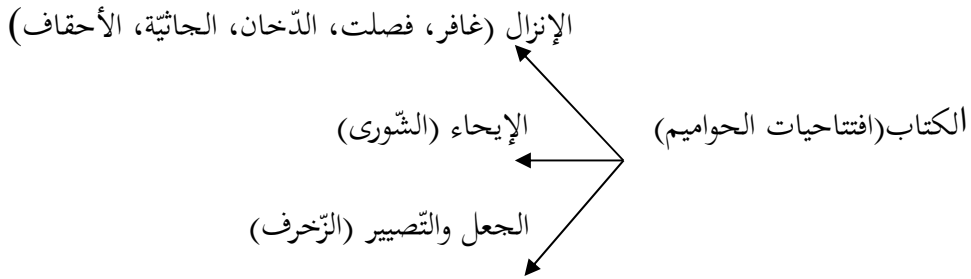 الإنزال (غافر، فصلت، الدّخان، الجاثيّة، الأحقاف)
الكتاب(افتتاحيات الحواميم) الإيحاء (الشّورى)
الجعل والتّصيير (الزّخرف)